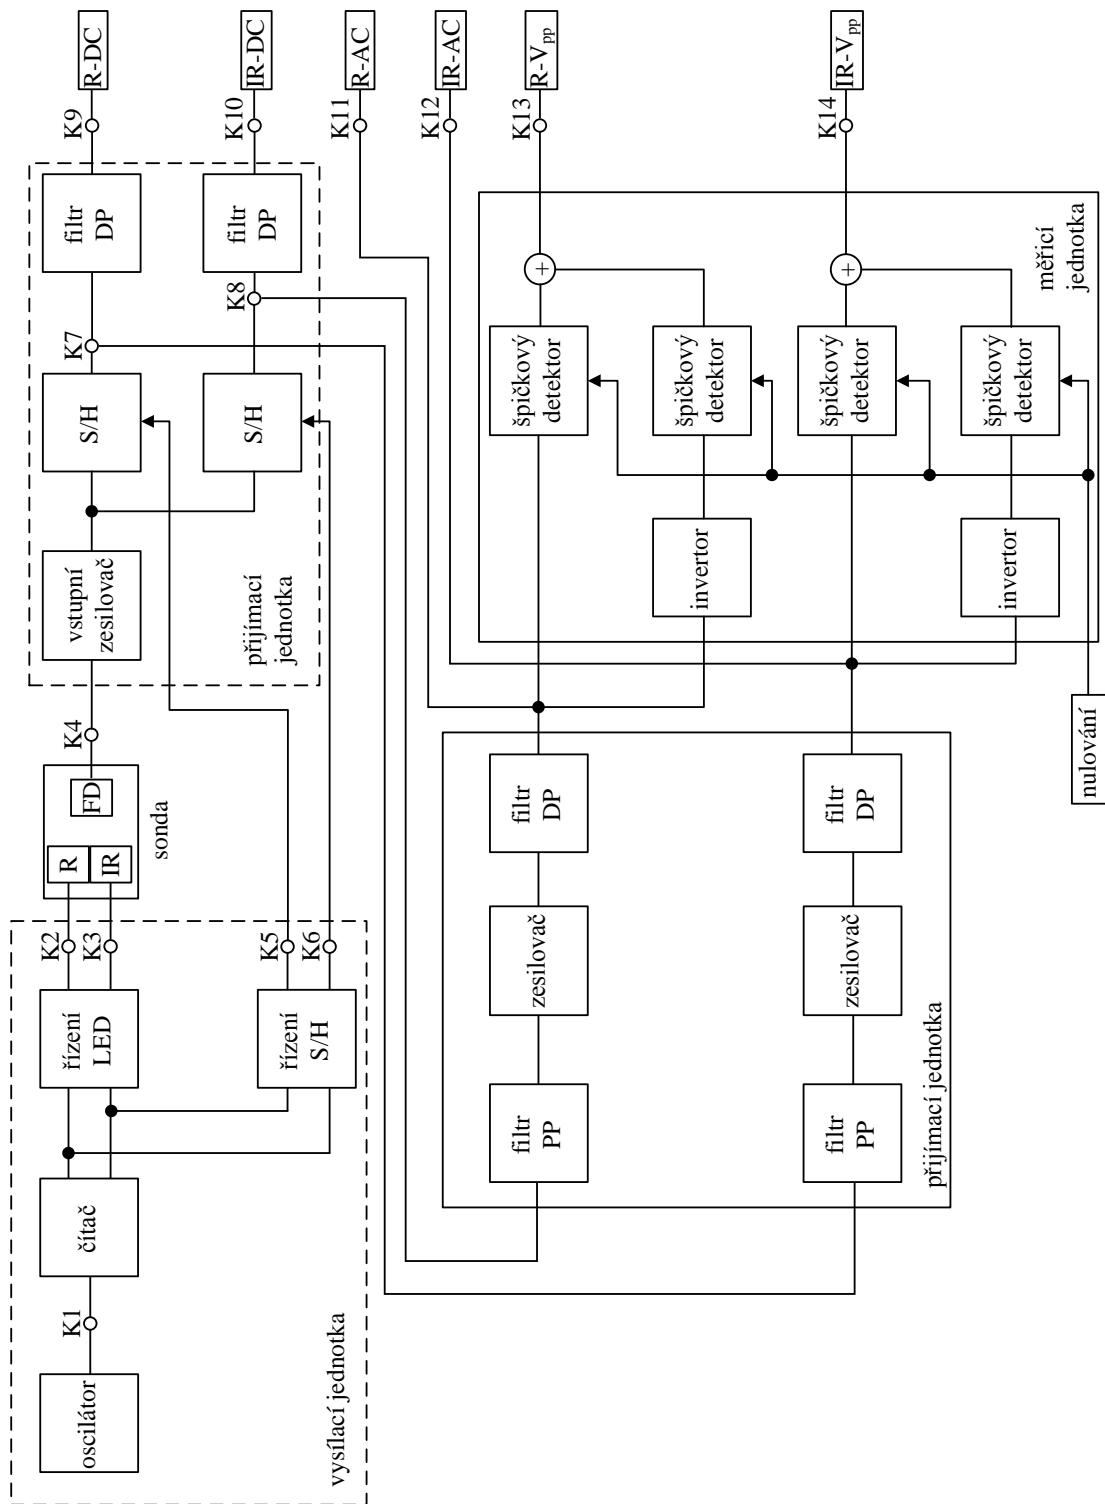 oscilátor
K1
čítač
řízení
LED
K2
K3
řízení
S/H
K5
K6
vysílací jednotka
R
IR
FD
sonda
K4
vstupní
zesilovač
S/H
K7
filtr
DP
K9
R-DC
S/H
K8
filtr
DP
K10
IR-DC
přijímací
jednotka
K11
R-AC
K12
IR-AC
filtr
PP
zesilovač
filtr
DP
filtr
PP
zesilovač
filtr
DP
přijímací jednotka
špičkový
detektor
+
K13
R-Vpp
invertor
špičkový
detektor
špičkový
detektor
+
K14
IR-Vpp
invertor
špičkový
detektor
měřicí
jednotka
nulování